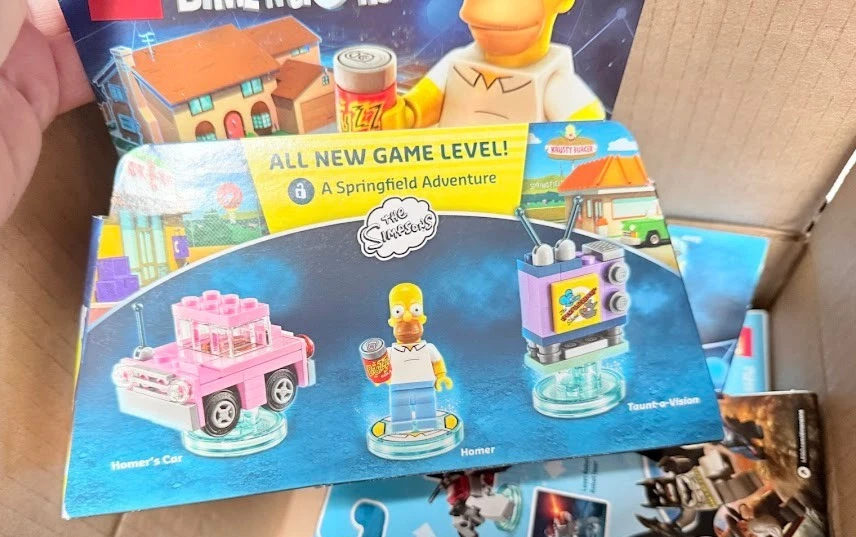 ALL NEW GAME LEVEL!
A Springfield Adventure
KRUSTY BURGER
THE
SIMPSONS
Taunt-o-Vision
Homer
Homer's Car